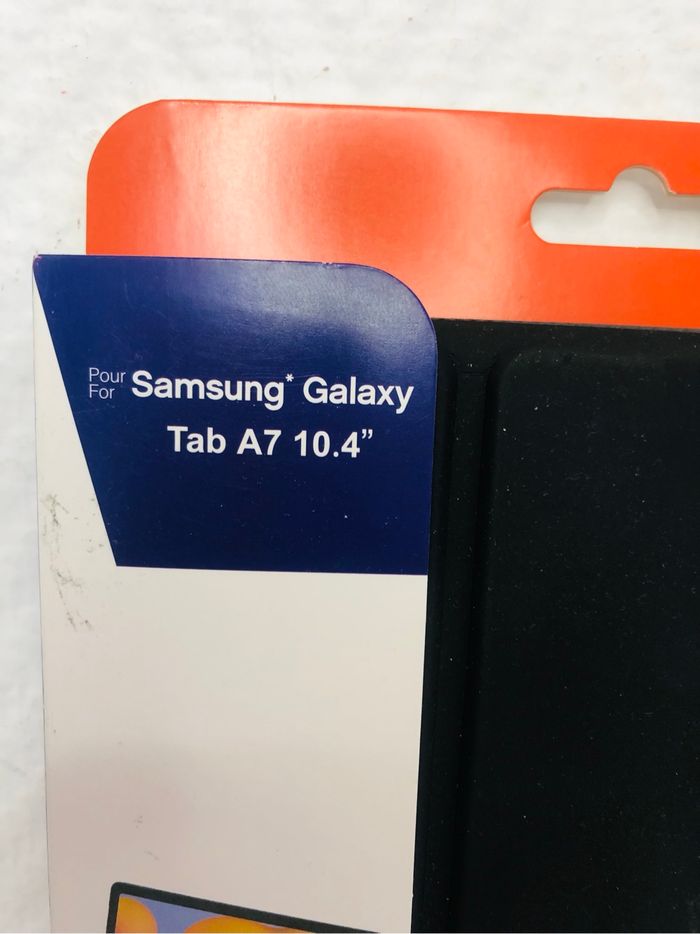 Pour
For
Samsung* Galaxy
Tab A7 10.4”